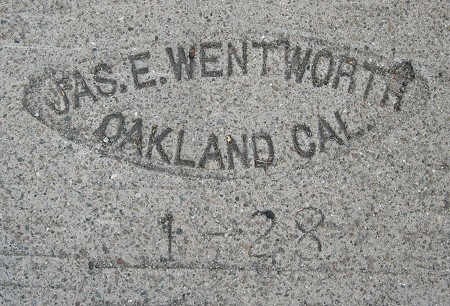 JAS. E. WENTWORTH
OAKLAND CAL.
1-28